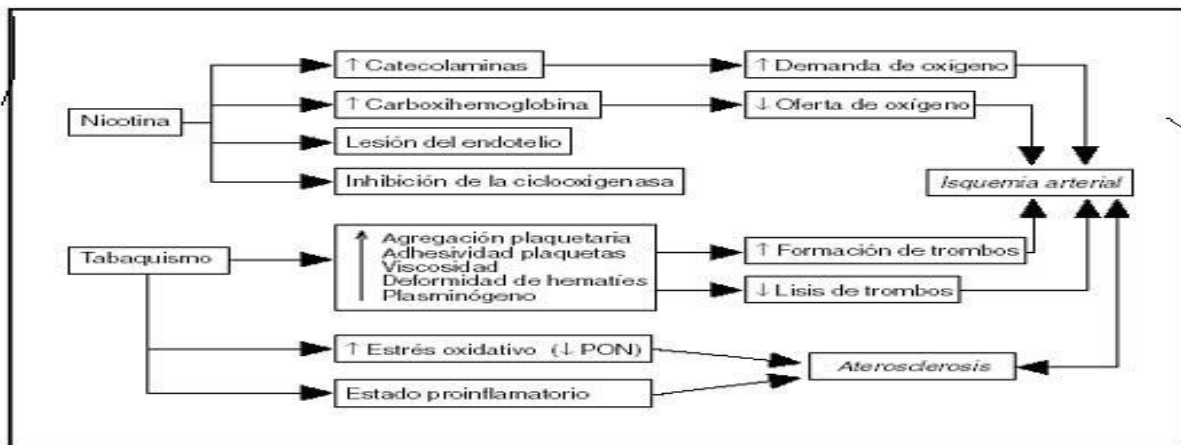 ↑ Catecolaminas
↑ Demanda de oxígeno
↑ Carboxihemoglobina
↓ Oferta de oxígeno
Nicotina
Lesión del endotelio
Inhibición de la ciclooxigenasa
Isquemia arterial
Agregación plaquetaria
Adhesividad plaquetas
Viscosidad
Deformidad de hematíes
Plasminógeno
Tabaquismo
↑ Formación de trombos
↓ Lisis de trombos
↑ Estrés oxidativo (↓ PON)
Estado proinflamatorio
Aterosclerosis